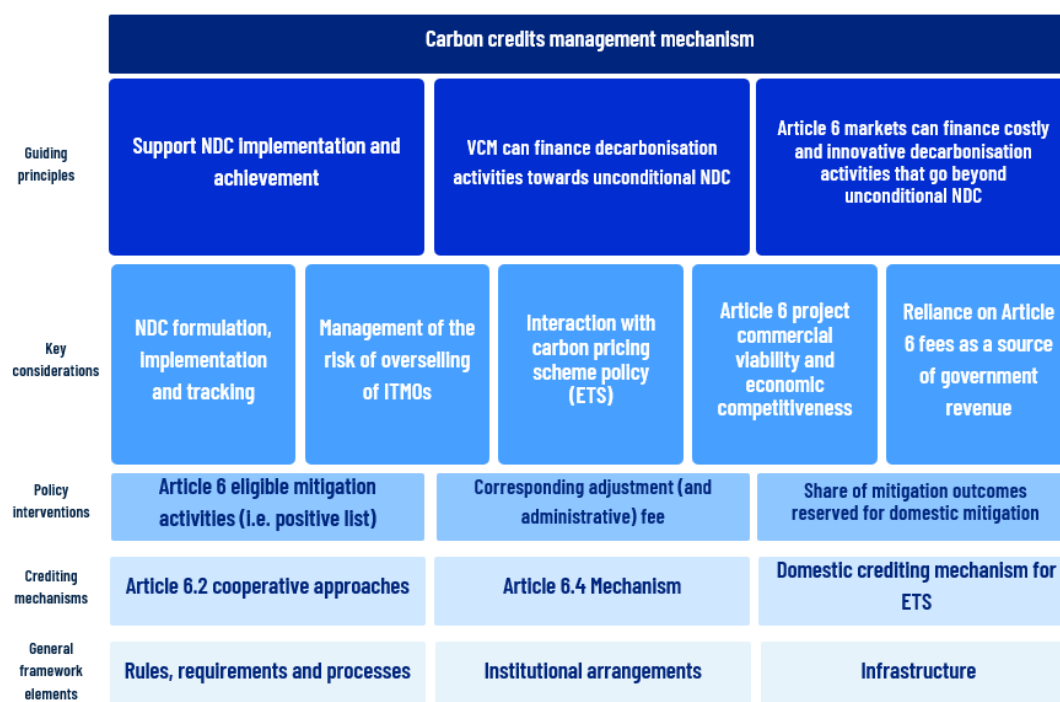 Carbon credits management mechanism
Guiding
principles
Support NDC implementation and
achievement
VCM can finance decarbonisation
activities towards unconditional NDC
Article 6 markets can finance costly
and innovative decarbonisation
activities that go beyond
unconditional NDC
Key
considerations
NDC formulation,
implementation
and tracking
Management of the
risk of overselling
of ITMOs
Interaction with
carbon pricing
scheme policy
(ETS)
Article 6 project
commercial
viability and
economic
competitiveness
Reliance on Article
6 fees as a source
of government
revenue
Policy
interventions
Article 6 eligible mitigation
activities (i.e. positive list)
Corresponding adjustment (and
administrative) fee
Share of mitigation outcomes
reserved for domestic mitigation
Crediting
mechanisms
Article 6.2 cooperative approaches
Article 6.4 Mechanism
Domestic crediting mechanism for
ETS
General
framework
elements
Rules, requirements and processes
Institutional arrangements
Infrastructure